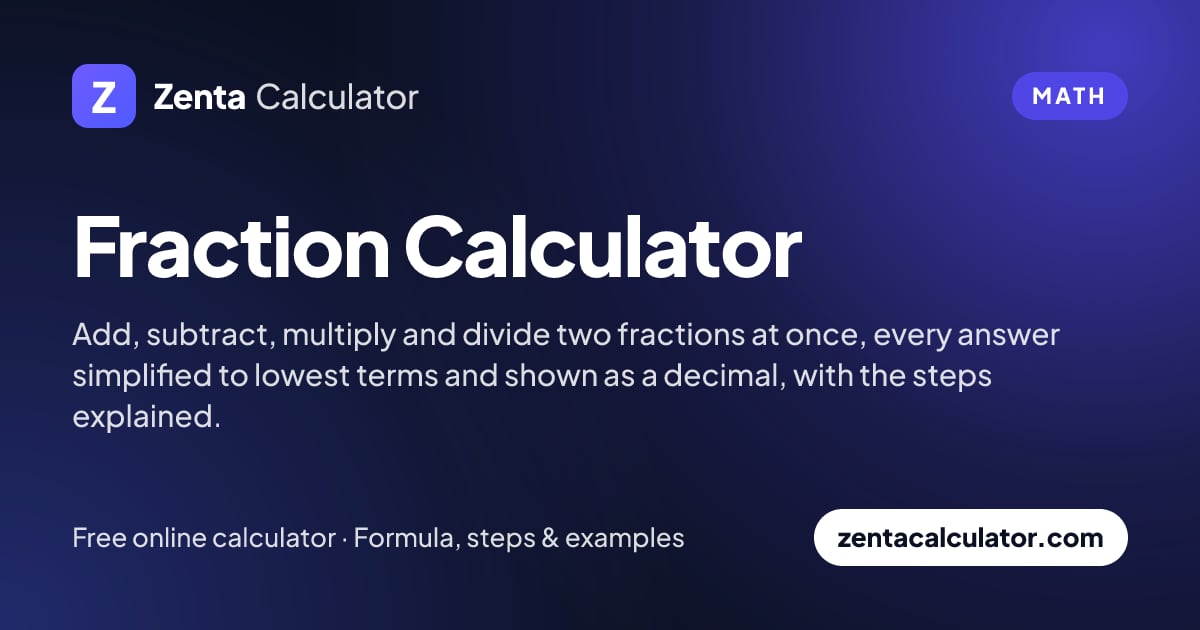 Z
Zenta Calculator
MATH
Fraction Calculator
Add, subtract, multiply and divide two fractions at once, every answer
simplified to lowest terms and shown as a decimal, with the steps
explained.
Free online calculator · Formula, steps & examples
zentacalculator.com